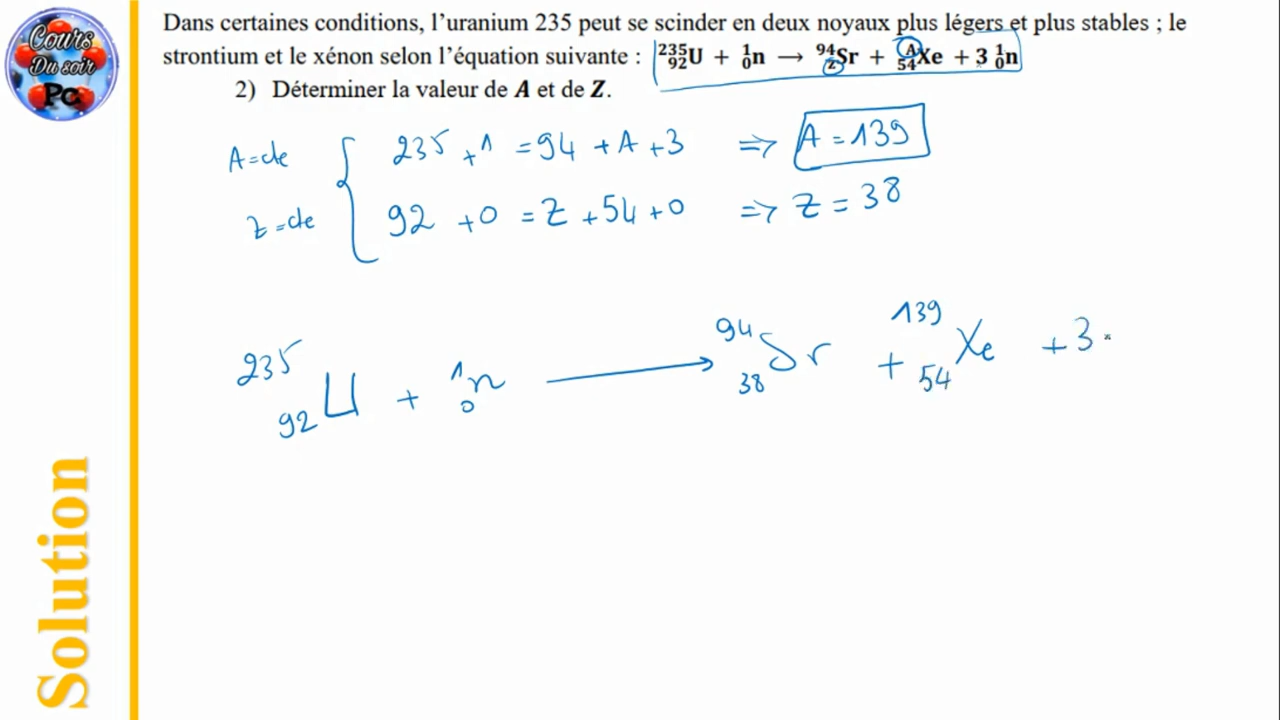 Cours
Du soir
PC
Dans certaines conditions, l'uranium 235 peut se scinder en deux noyaux plus légers et plus stables ; le
strontium et le xénon selon l'équation suivante : ²³⁵₉₂U + ¹₀n → ⁹⁴_ZSr + ᴬ₅₄Xe + 3 ¹₀n
2) Déterminer la valeur de A et de Z.
A=cte { 235 +1 = 94 + A + 3 ⇒ A = 139
Z=cte 92 +0 = Z + 54 + 0 ⇒ Z = 38
²³⁵₉₂U + ¹₀n → ⁹⁴₃₈Sr + ¹³⁹₅₄Xe + 3
Solution